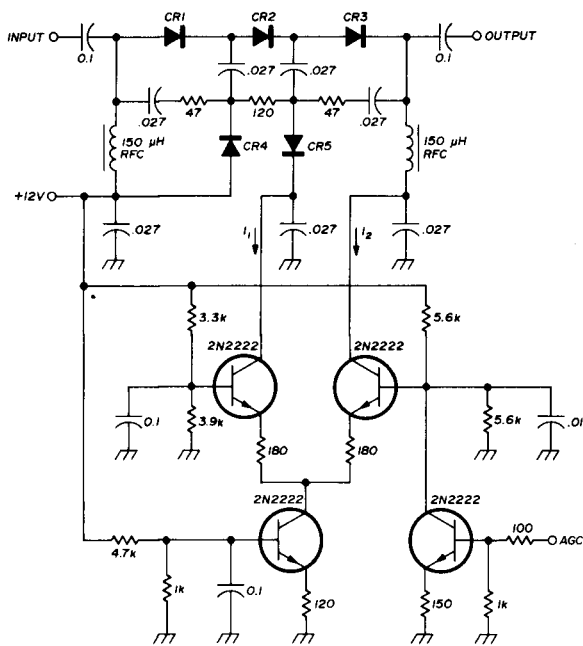 CR1 CR2 CR3
INPUT OUTPUT
0.1 0.1
.027 .027
.027 47 120 47 .027
150 μH RFC CR4 CR5 150 μH RFC
+12V
.027 I1 .027 I2 .027
3.3k 5.6k
2N2222 2N2222
0.1 3.9k 5.6k .01
180 180
2N2222 2N2222
4.7k 100 AGC
1k 0.1 120 150 1k